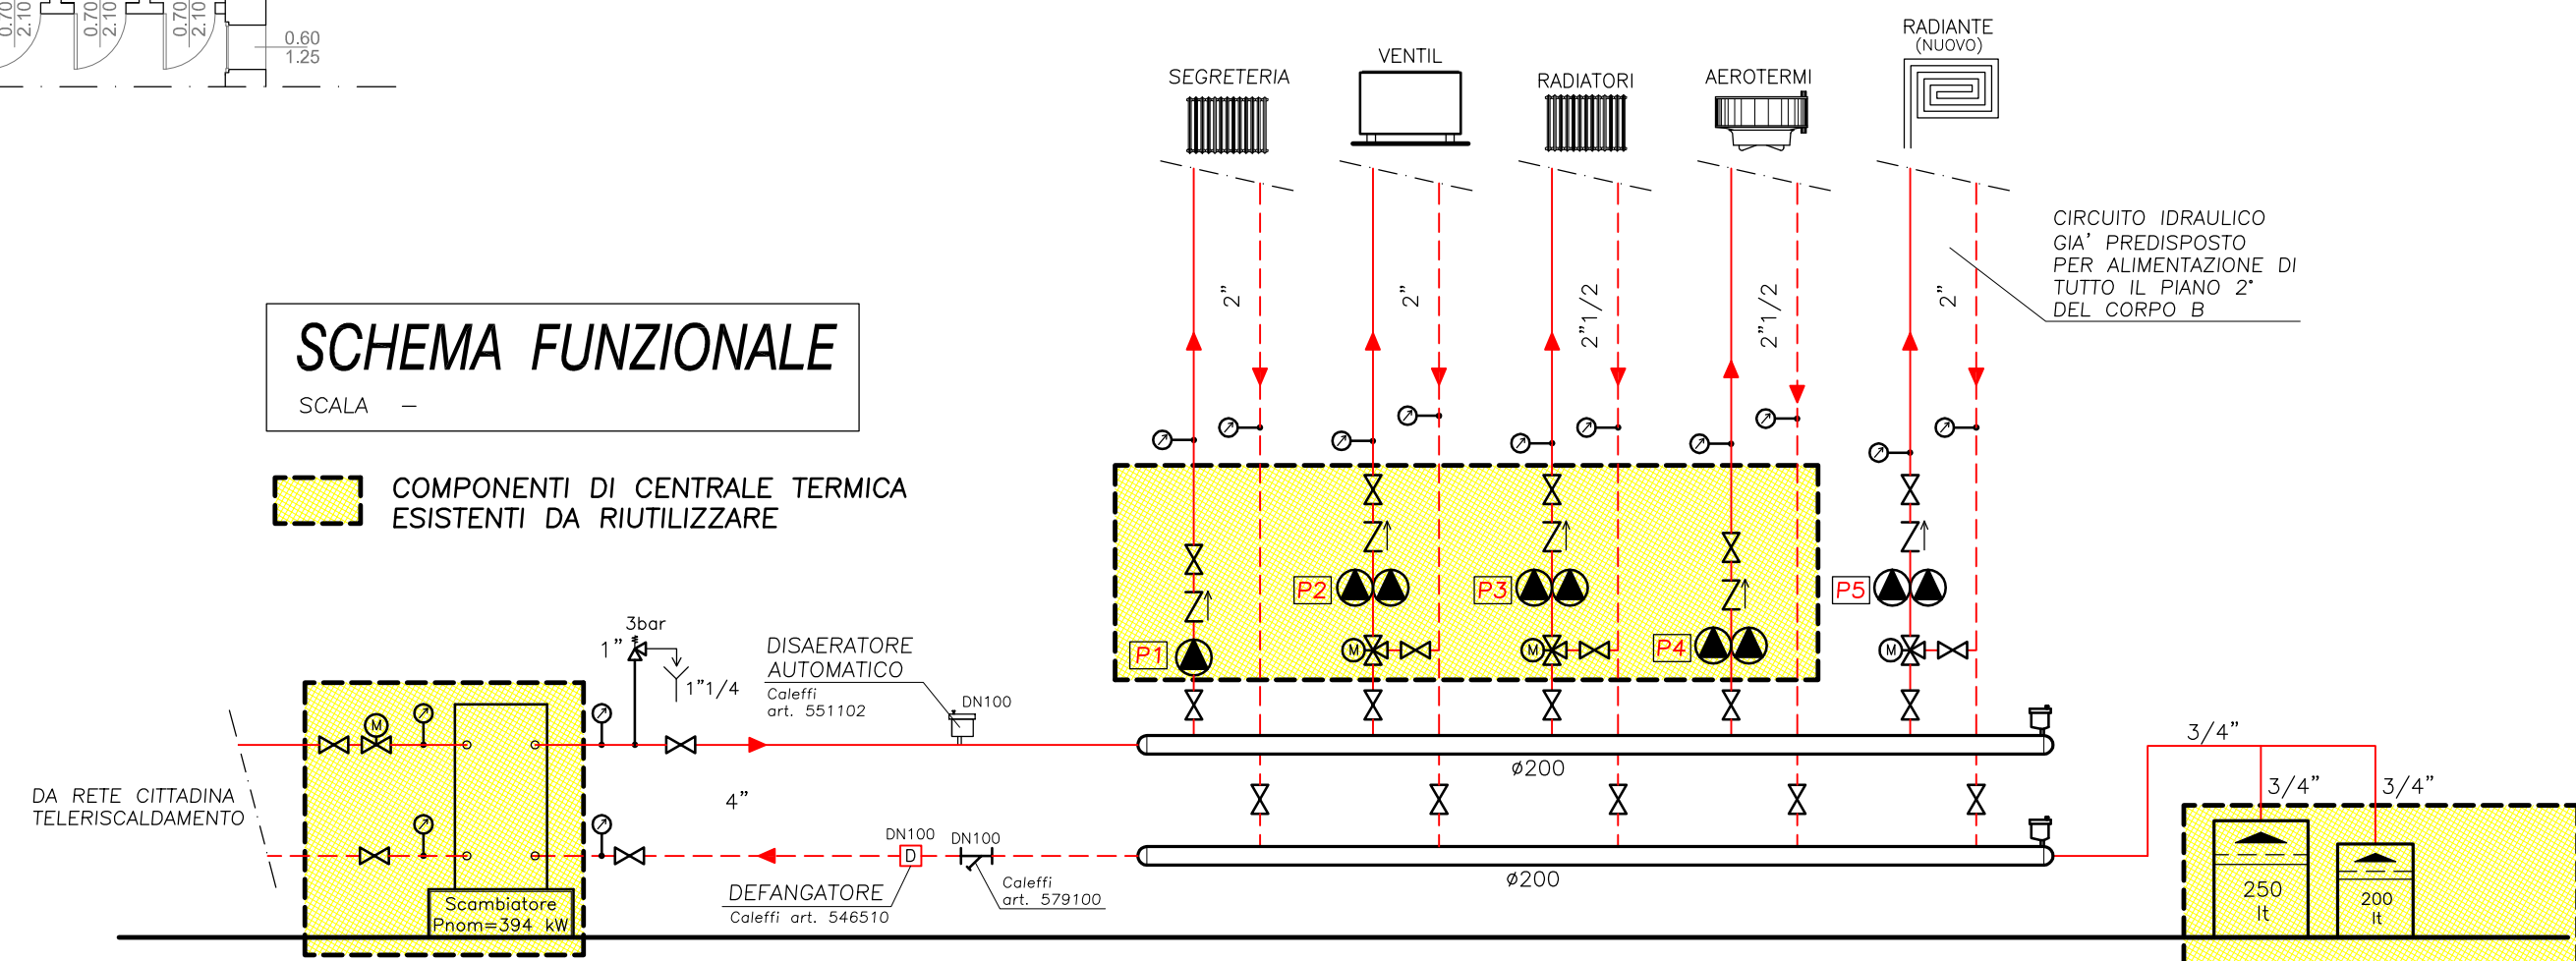 0.70
2.10
0.70
2.10
0.70
2.10
0.60
1.25
SEGRETERIA
VENTIL
RADIATORI
AEROTERMI
RADIANTE
(NUOVO)
2"
2"
2"1/2
2"1/2
2"
CIRCUITO IDRAULICO
GIA' PREDISPOSTO
PER ALIMENTAZIONE DI
TUTTO IL PIANO 2°
DEL CORPO B
SCHEMA FUNZIONALE
SCALA –
COMPONENTI DI CENTRALE TERMICA
ESISTENTI DA RIUTILIZZARE
P1
P2
M
P3
M
P4
P5
M
3bar
1"
1"1/4
DISAERATORE
AUTOMATICO
Caleffi
art. 551102
DN100
M
DA RETE CITTADINA
TELERISCALDAMENTO
4"
ø200
DN100
D
DN100
DEFANGATORE
Caleffi art. 546510
Caleffi
art. 579100
ø200
Scambiatore
Pnom=394 kW
3/4"
3/4"
3/4"
250
lt
200
lt